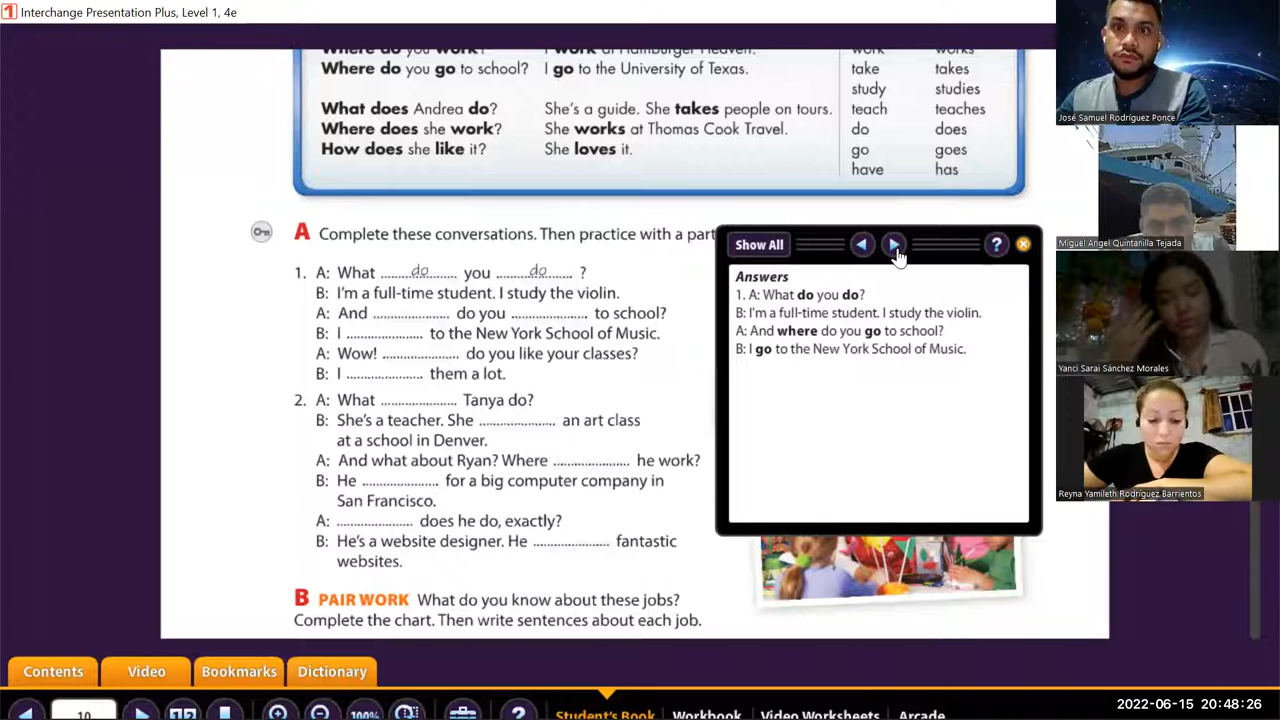 Interchange Presentation Plus, Level 1, 4e
Where do you work? I work at Hamburger Heaven. work works
Where do you go to school? I go to the University of Texas. take takes
study studies
What does Andrea do? She's a guide. She takes people on tours. teach teaches
Where does she work? She works at Thomas Cook Travel. do does
How does she like it? She loves it. go goes
have has
A Complete these conversations. Then practice with a part
1. A: What do you do ?
B: I'm a full-time student. I study the violin.
A: And .................... do you .................... to school?
B: I .................... to the New York School of Music.
A: Wow! .................... do you like your classes?
B: I .................... them a lot.
2. A: What .................... Tanya do?
B: She's a teacher. She .................... an art class
at a school in Denver.
A: And what about Ryan? Where .................... he work?
B: He .................... for a big computer company in
San Francisco.
A: .................... does he do, exactly?
B: He's a website designer. He .................... fantastic
websites.
B PAIR WORK What do you know about these jobs?
Complete the chart. Then write sentences about each job.
Show All ?
Answers
1. A: What do you do?
B: I'm a full-time student. I study the violin.
A: And where do you go to school?
B: I go to the New York School of Music.
José Samuel Rodríguez Ponce
Miguel Angel Quintanilla Tejada
Yanci Sarai Sánchez Morales
Reyna Yamileth Rodríguez Barrientos
Contents Video Bookmarks Dictionary
10 100% ? Student's Book Workbook Video Worksheets Arcade
2022-06-15 20:48:26